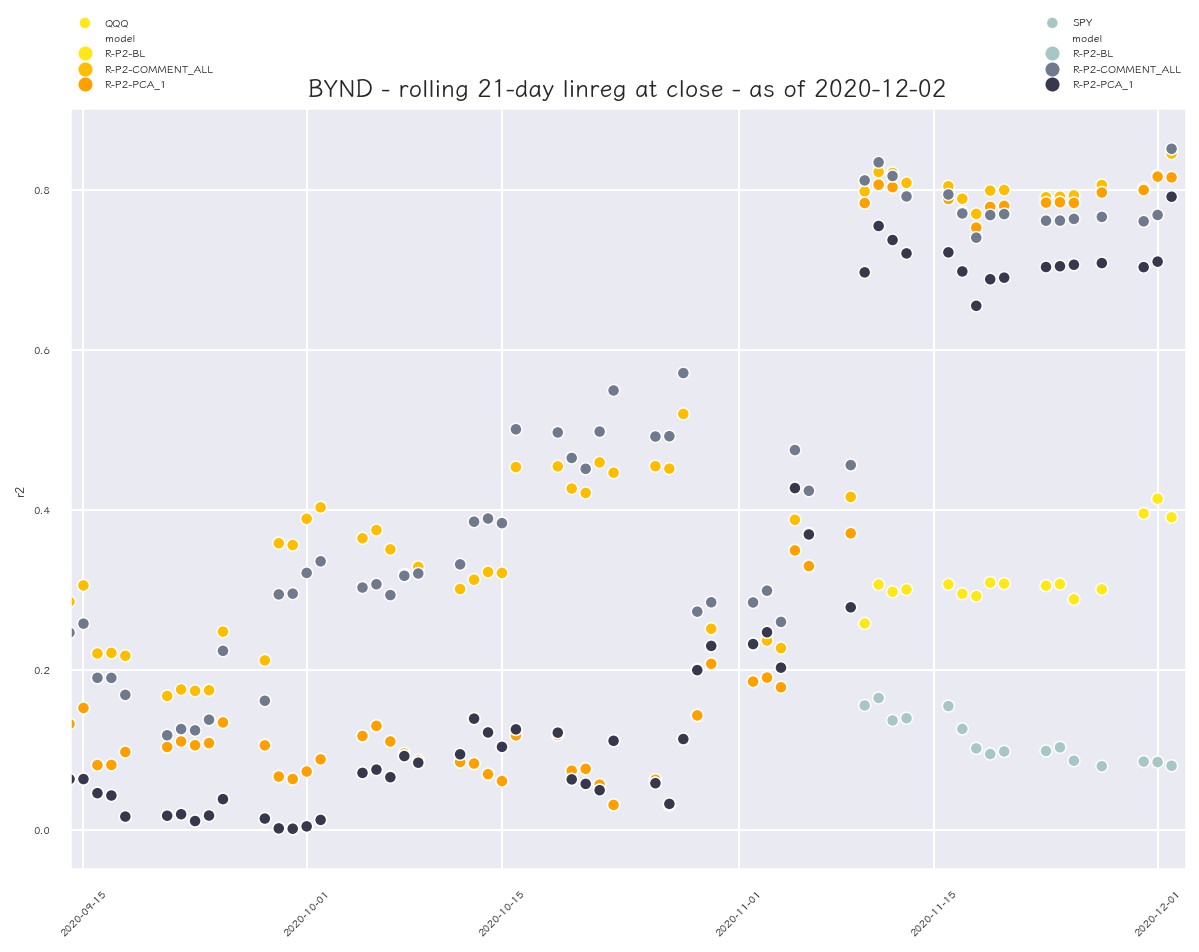 QQQ
model
R-P2-BL
R-P2-COMMENT_ALL
R-P2-PCA_1
SPY
model
R-P2-BL
R-P2-COMMENT_ALL
R-P2-PCA_1
BYND - rolling 21-day linreg at close - as of 2020-12-02
0.8
0.6
r2
0.4
0.2
0.0
2020-09-15
2020-10-01
2020-10-15
2020-11-01
2020-11-15
2020-12-01